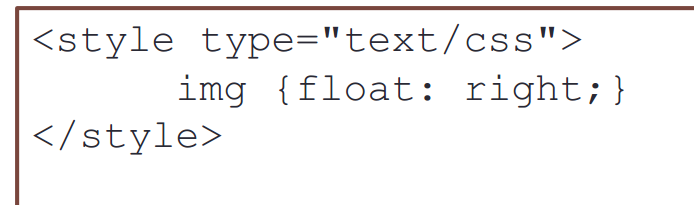 <style type="text/css">
img {float: right;}
</style>